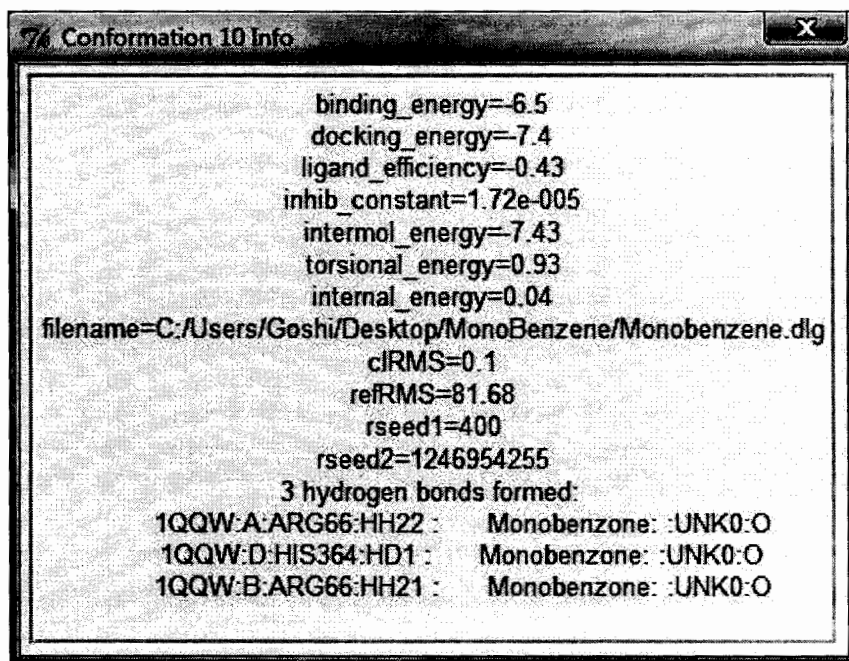 Conformation 10 Info
binding_energy=-6.5
docking_energy=-7.4
ligand_efficiency=-0.43
inhib_constant=1.72e-005
intermol_energy=-7.43
torsional_energy=0.93
internal_energy=0.04
filename=C:/Users/Goshi/Desktop/MonoBenzene/Monobenzene.dlg
clRMS=0.1
refRMS=81.68
rseed1=400
rseed2=1246954255
3 hydrogen bonds formed:
1QQW:A:ARG66:HH22 : Monobenzone: :UNK0:O
1QQW:D:HIS364:HD1 : Monobenzone: :UNK0:O
1QQW:B:ARG66:HH21 : Monobenzone: :UNK0:O